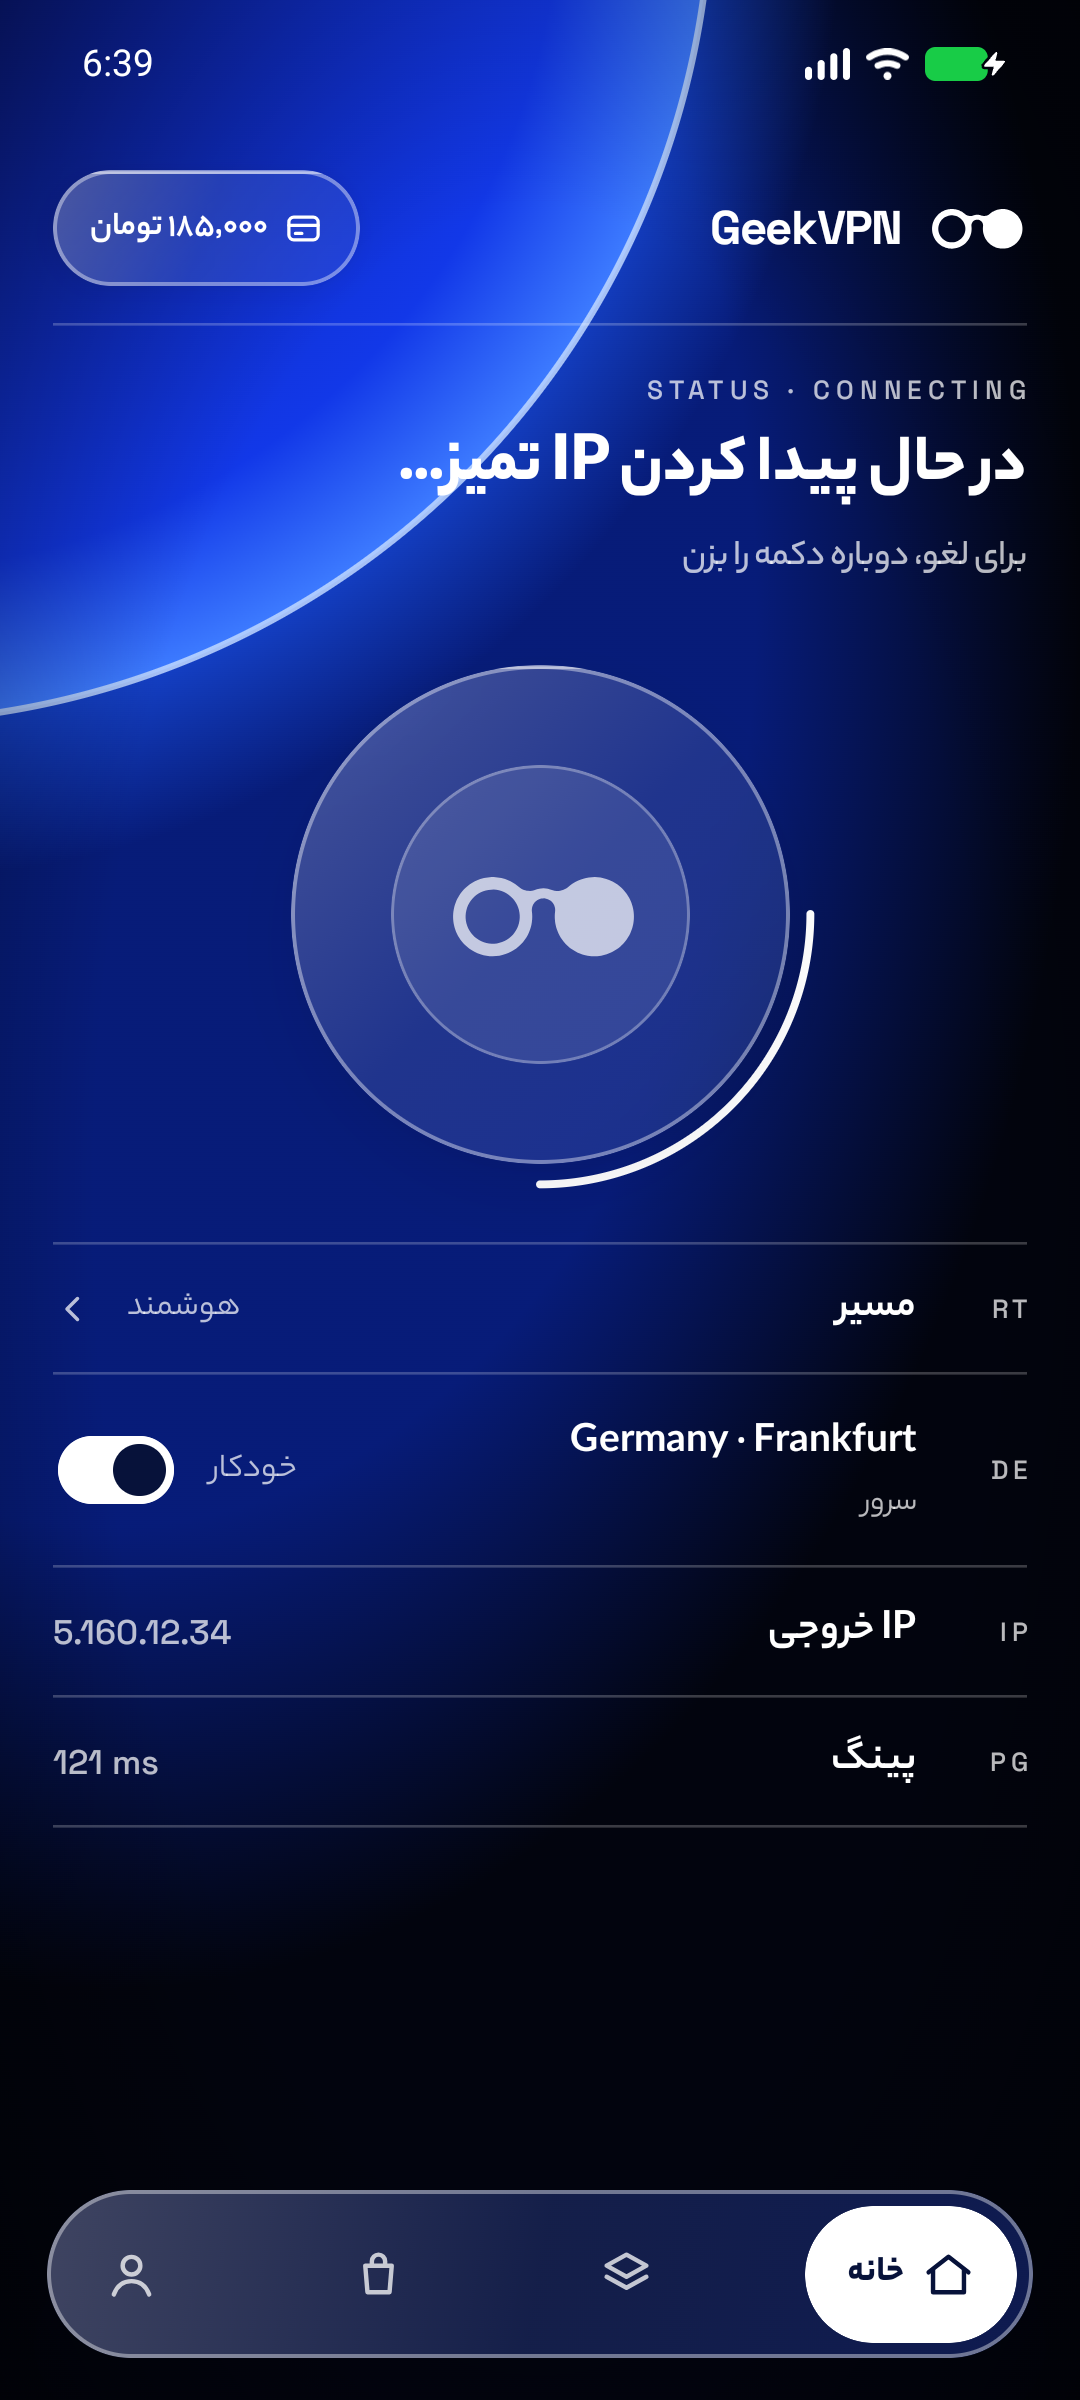 6:39
GeekVPN
۱۸۵,۰۰۰ تومان
STATUS · CONNECTING
در حال پیدا کردن IP تمیز...
برای لغو، دوباره دکمه را بزن
RT مسیر هوشمند
DE Germany · Frankfurt خودکار
سرور
IP IP خروجی 5.160.12.34
PG پینگ 121 ms
خانه